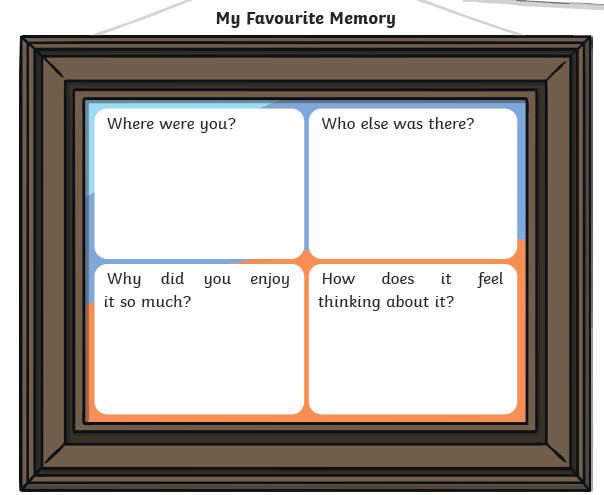 My Favourite Memory
Where were you?
Who else was there?
Why did you enjoy
it so much?
How does it feel
thinking about it?